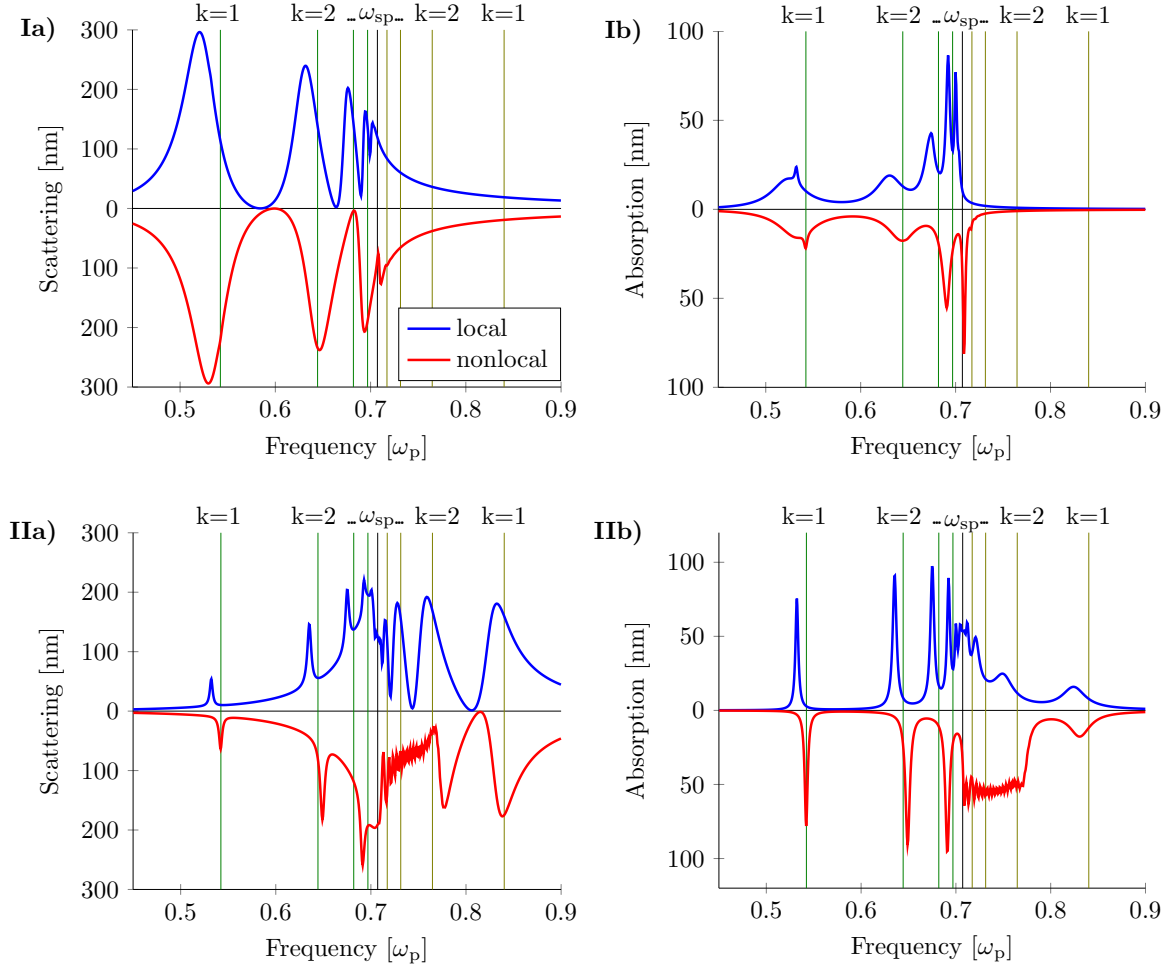 Ia)
k=1 k=2 ... ωsp... k=2 k=1
300
200
100
0
100
200
300
Scattering [nm]
local
nonlocal
0.5 0.6 0.7 0.8 0.9
Frequency [ωp]
Ib)
k=1 k=2 ... ωsp... k=2 k=1
100
50
0
50
100
Absorption [nm]
0.5 0.6 0.7 0.8 0.9
Frequency [ωp]
IIa)
k=1 k=2 ...ωsp... k=2 k=1
300
200
100
0
100
200
300
Scattering [nm]
0.5 0.6 0.7 0.8 0.9
Frequency [ωp]
IIb)
k=1 k=2 ...ωsp... k=2 k=1
100
50
0
50
100
Absorption [nm]
0.5 0.6 0.7 0.8 0.9
Frequency [ωp]